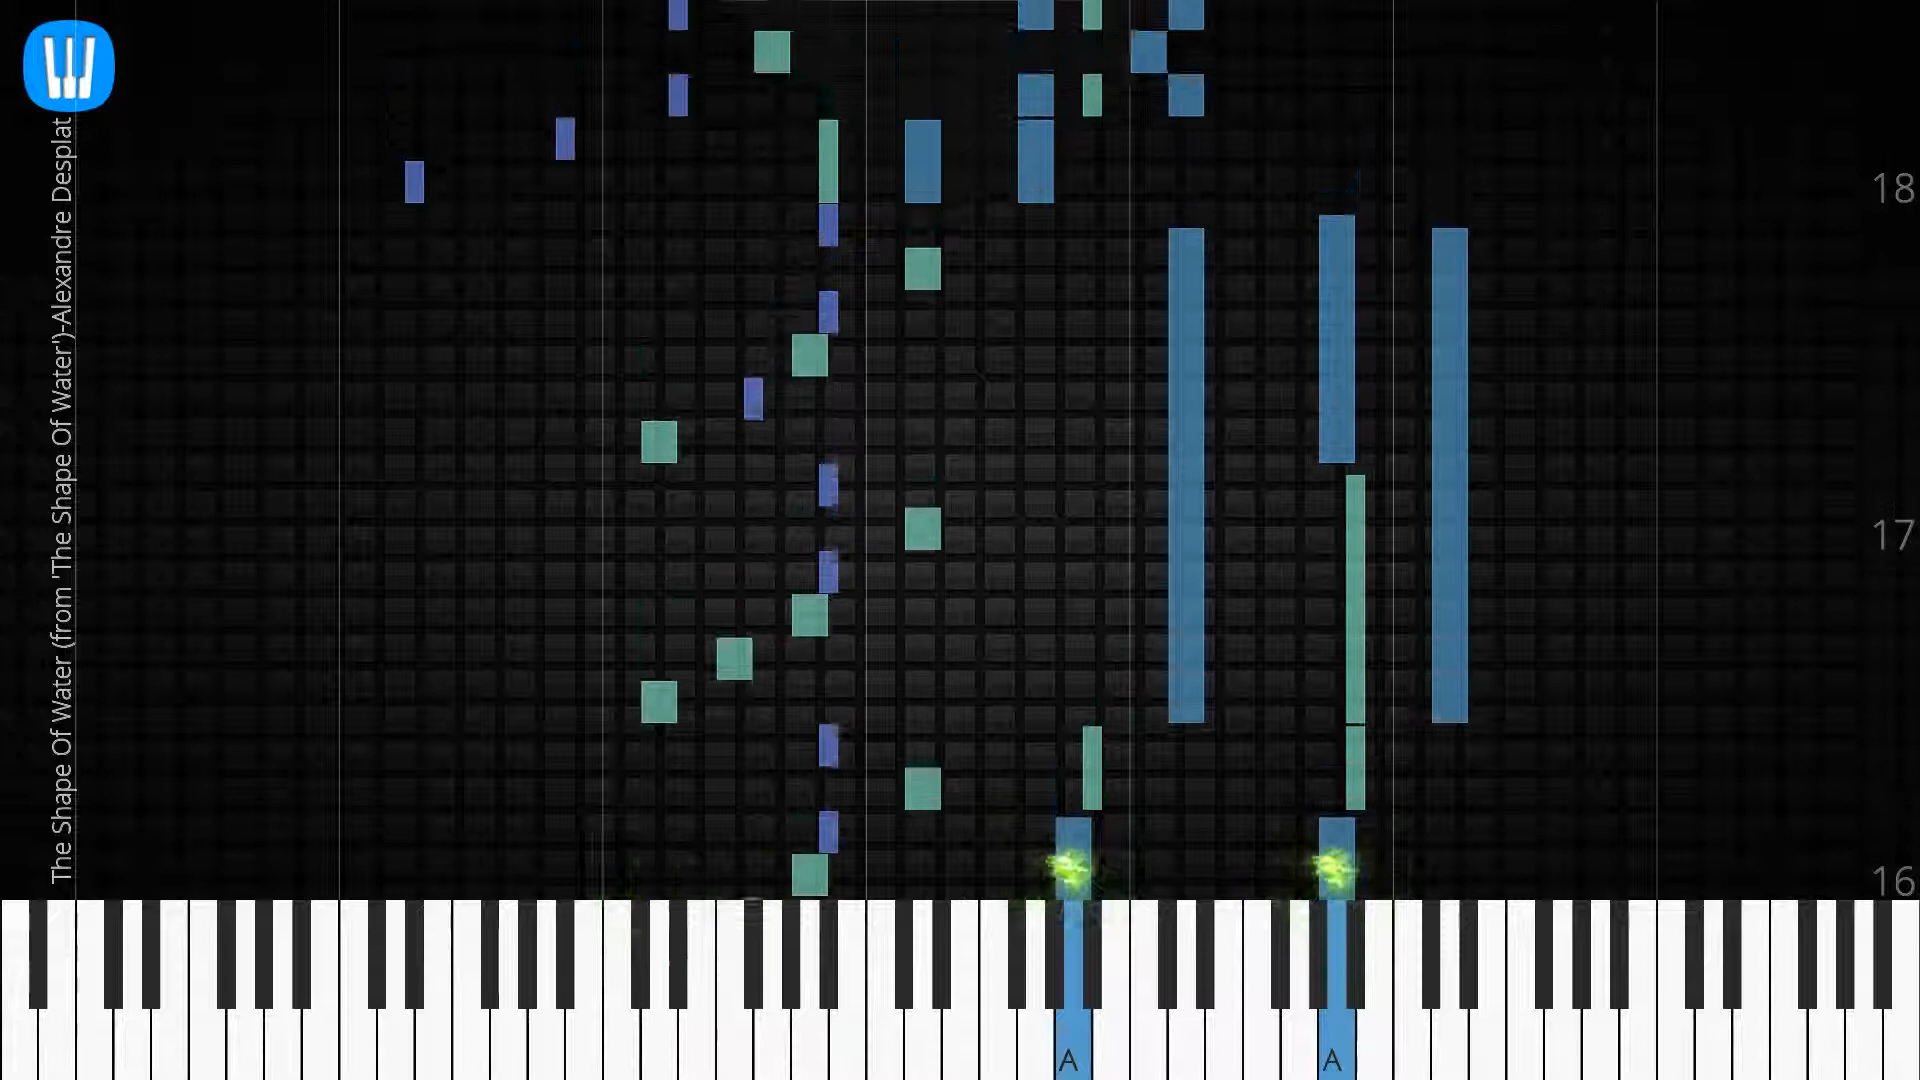 The Shape Of Water (from 'The Shape Of Water')-Alexandre Desplat
18
17
16
A
A